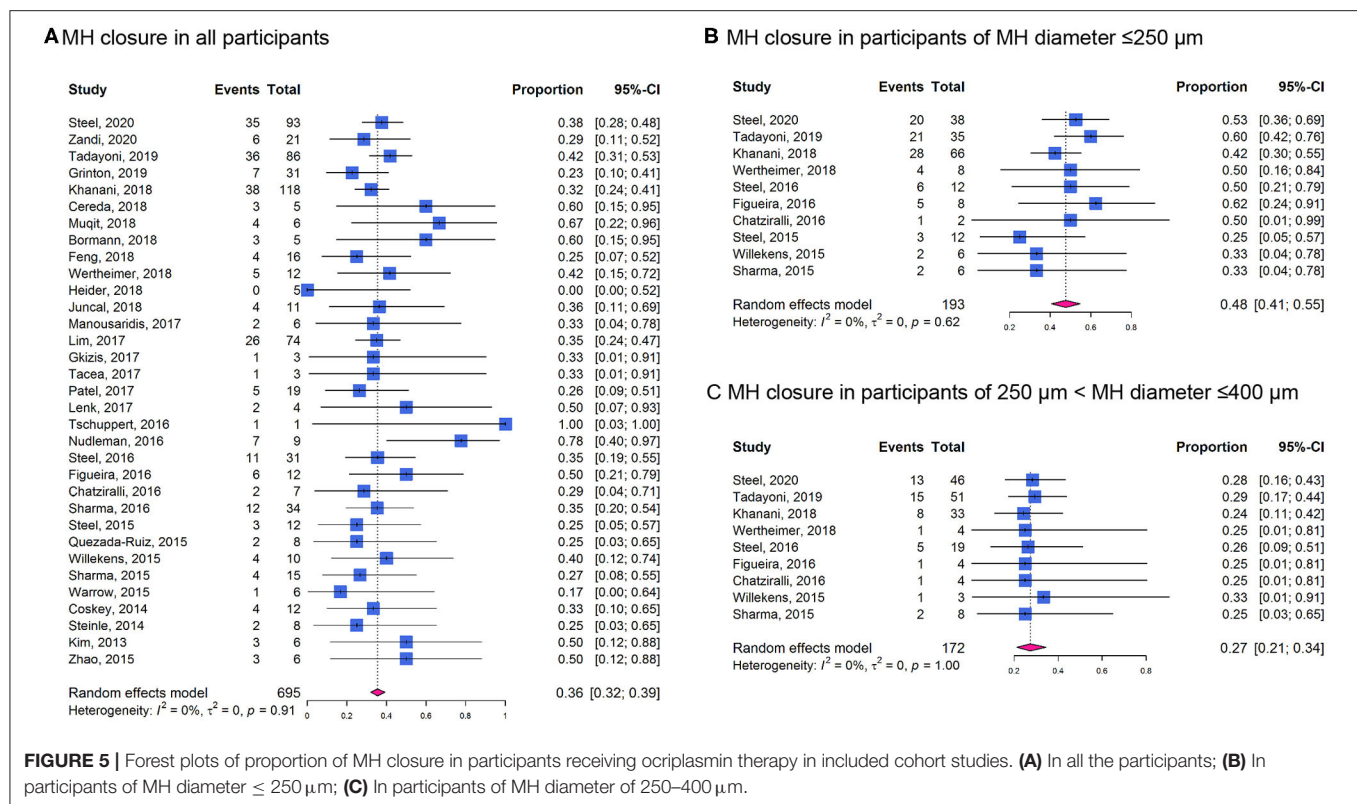 A MH closure in all participants
Study Events Total Proportion 95%-CI
Steel, 2020 35 93 0.38 [0.28; 0.48]
Zandi, 2020 6 21 0.29 [0.11; 0.52]
Tadayoni, 2019 36 86 0.42 [0.31; 0.53]
Grinton, 2019 7 31 0.23 [0.10; 0.41]
Khanani, 2018 38 118 0.32 [0.24; 0.41]
Cereda, 2018 3 5 0.60 [0.15; 0.95]
Muqit, 2018 4 6 0.67 [0.22; 0.96]
Bormann, 2018 3 5 0.60 [0.15; 0.95]
Feng, 2018 4 16 0.25 [0.07; 0.52]
Wertheimer, 2018 5 12 0.42 [0.15; 0.72]
Heider, 2018 0 5 0.00 [0.00; 0.52]
Juncal, 2018 4 11 0.36 [0.11; 0.69]
Manousaridis, 2017 2 6 0.33 [0.04; 0.78]
Lim, 2017 26 74 0.35 [0.24; 0.47]
Gkizis, 2017 1 3 0.33 [0.01; 0.91]
Tacea, 2017 1 3 0.33 [0.01; 0.91]
Patel, 2017 5 19 0.26 [0.09; 0.51]
Lenk, 2017 2 4 0.50 [0.07; 0.93]
Tschuppert, 2016 1 1 1.00 [0.03; 1.00]
Nudleman, 2016 7 9 0.78 [0.40; 0.97]
Steel, 2016 11 31 0.35 [0.19; 0.55]
Figueira, 2016 6 12 0.50 [0.21; 0.79]
Chatziralli, 2016 2 7 0.29 [0.04; 0.71]
Sharma, 2016 12 34 0.35 [0.20; 0.54]
Steel, 2015 3 12 0.25 [0.05; 0.57]
Quezada-Ruiz, 2015 2 8 0.25 [0.03; 0.65]
Willekens, 2015 4 10 0.40 [0.12; 0.74]
Sharma, 2015 4 15 0.27 [0.08; 0.55]
Warrow, 2015 1 6 0.17 [0.00; 0.64]
Coskey, 2014 4 12 0.33 [0.10; 0.65]
Steinle, 2014 2 8 0.25 [0.03; 0.65]
Kim, 2013 3 6 0.50 [0.12; 0.88]
Zhao, 2015 3 6 0.50 [0.12; 0.88]
Random effects model 695 0.36 [0.32; 0.39]
Heterogeneity: I² = 0%, τ² = 0, p = 0.91
0 0.2 0.4 0.6 0.8 1
B MH closure in participants of MH diameter ≤250 μm
Study Events Total Proportion 95%-CI
Steel, 2020 20 38 0.53 [0.36; 0.69]
Tadayoni, 2019 21 35 0.60 [0.42; 0.76]
Khanani, 2018 28 66 0.42 [0.30; 0.55]
Wertheimer, 2018 4 8 0.50 [0.16; 0.84]
Steel, 2016 6 12 0.50 [0.21; 0.79]
Figueira, 2016 5 8 0.62 [0.24; 0.91]
Chatziralli, 2016 1 2 0.50 [0.01; 0.99]
Steel, 2015 3 12 0.25 [0.05; 0.57]
Willekens, 2015 2 6 0.33 [0.04; 0.78]
Sharma, 2015 2 6 0.33 [0.04; 0.78]
Random effects model 193 0.48 [0.41; 0.55]
Heterogeneity: I² = 0%, τ² = 0, p = 0.62
0.2 0.4 0.6 0.8
C MH closure in participants of 250 μm < MH diameter ≤400 μm
Study Events Total Proportion 95%-CI
Steel, 2020 13 46 0.28 [0.16; 0.43]
Tadayoni, 2019 15 51 0.29 [0.17; 0.44]
Khanani, 2018 8 33 0.24 [0.11; 0.42]
Wertheimer, 2018 1 4 0.25 [0.01; 0.81]
Steel, 2016 5 19 0.26 [0.09; 0.51]
Figueira, 2016 1 4 0.25 [0.01; 0.81]
Chatziralli, 2016 1 4 0.25 [0.01; 0.81]
Willekens, 2015 1 3 0.33 [0.01; 0.91]
Sharma, 2015 2 8 0.25 [0.03; 0.65]
Random effects model 172 0.27 [0.21; 0.34]
Heterogeneity: I² = 0%, τ² = 0, p = 1.00
0.2 0.4 0.6 0.8
FIGURE 5 | Forest plots of proportion of MH closure in participants receiving ocriplasmin therapy in included cohort studies. (A) In all the participants; (B) In
participants of MH diameter ≤ 250 μm; (C) In participants of MH diameter of 250–400 μm.